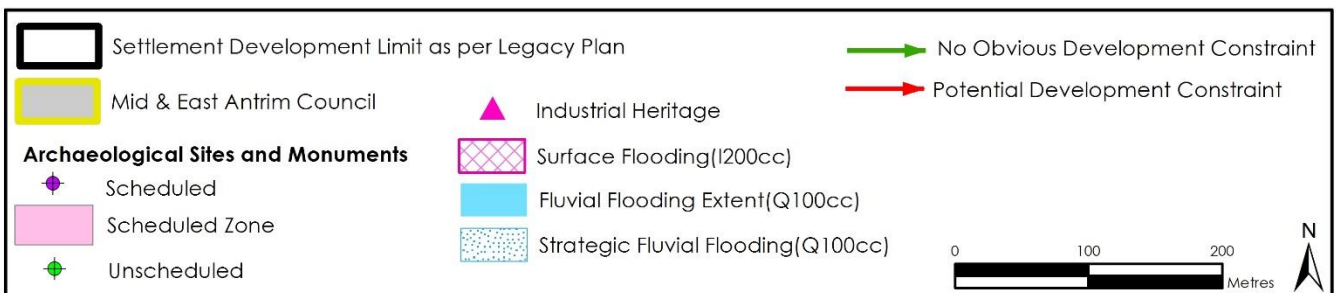 Settlement Development Limit as per Legacy Plan
Mid & East Antrim Council
Archaeological Sites and Monuments
Scheduled
Scheduled Zone
Unscheduled
Industrial Heritage
Surface Flooding(I200cc)
Fluvial Flooding Extent(Q100cc)
Strategic Fluvial Flooding(Q100cc)
No Obvious Development Constraint
Potential Development Constraint
0 100 200
Metres
N